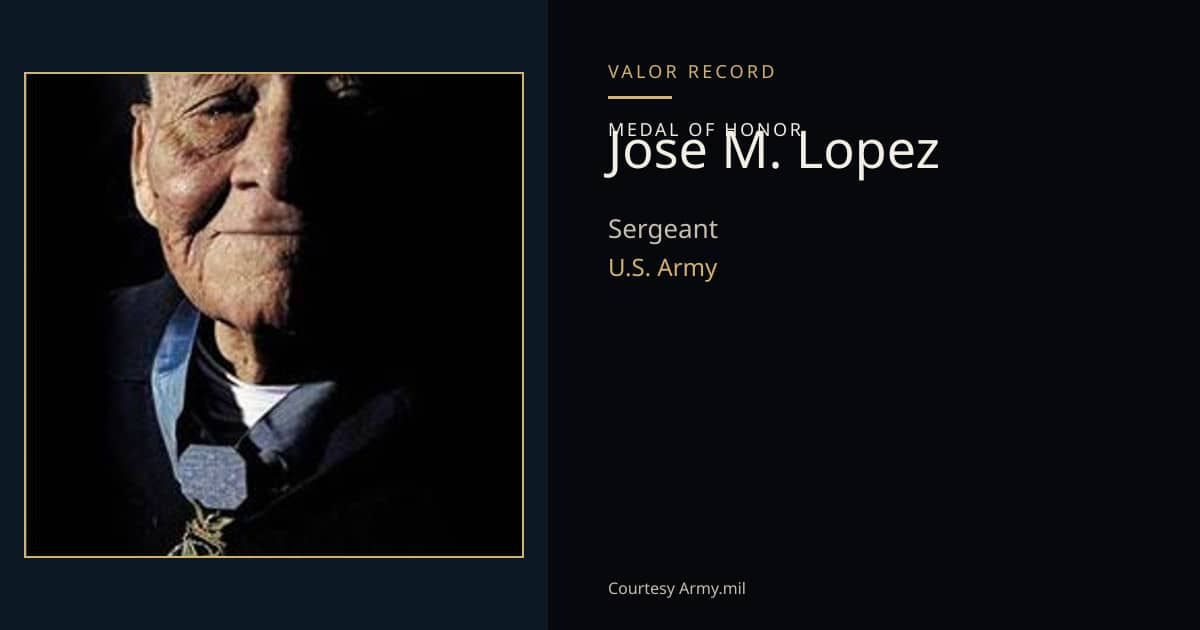 VALOR RECORD
MEDAL OF HONOR
Jose M. Lopez
Sergeant
U.S. Army
Courtesy Army.mil